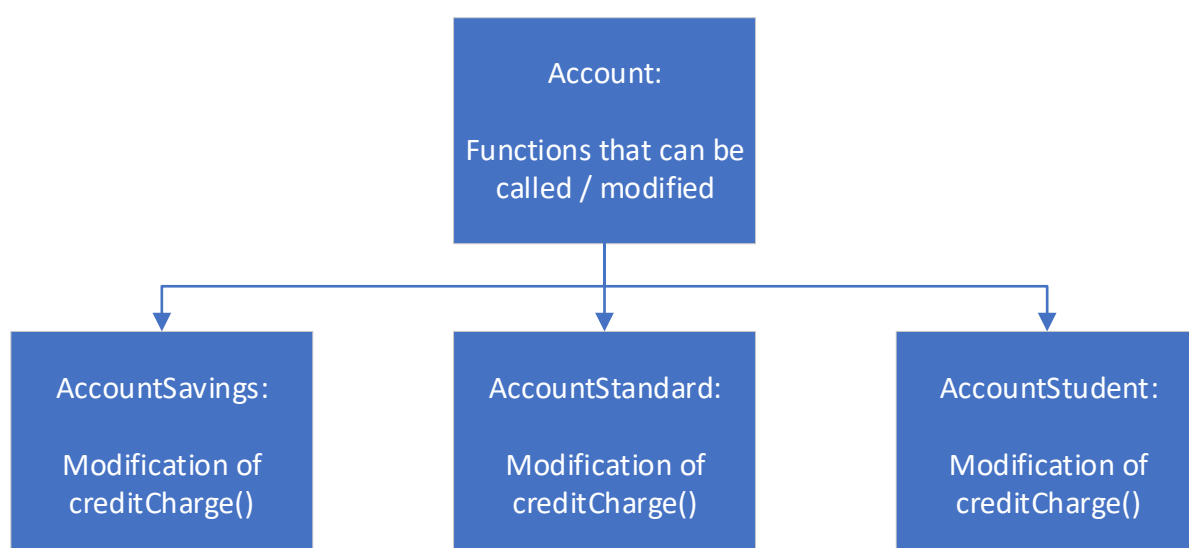 Account:
Functions that can be
called / modified
AccountSavings:
Modification of
creditCharge()
AccountStandard:
Modification of
creditCharge()
AccountStudent:
Modification of
creditCharge()